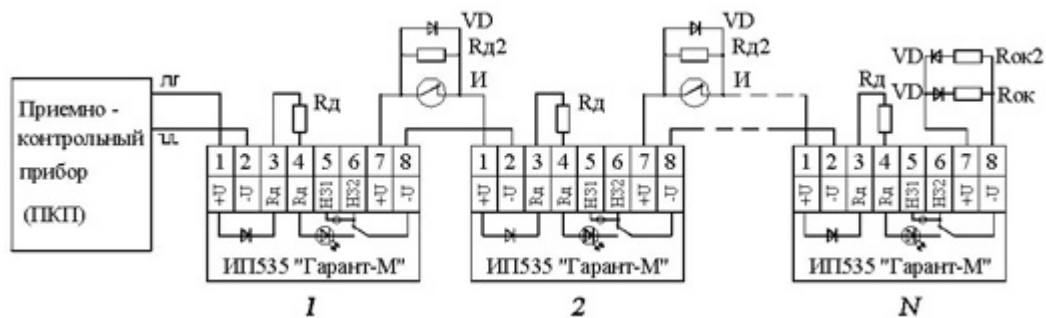 Приемно -
контрольный
прибор
(ПКП)
VD
Rд2
И
Rд
1 2 3 4 5 6 7 8
+U -U Rд Rд НЗ1 НЗ2 +U -U
ИП535 "Гарант-М"
1
VD
Rд2
И
Rд
1 2 3 4 5 6 7 8
+U -U Rд Rд НЗ1 НЗ2 +U -U
ИП535 "Гарант-М"
2
VD Rок2
VD Rок
Rд
1 2 3 4 5 6 7 8
+U -U Rд Rд НЗ1 НЗ2 +U -U
ИП535 "Гарант-М"
N